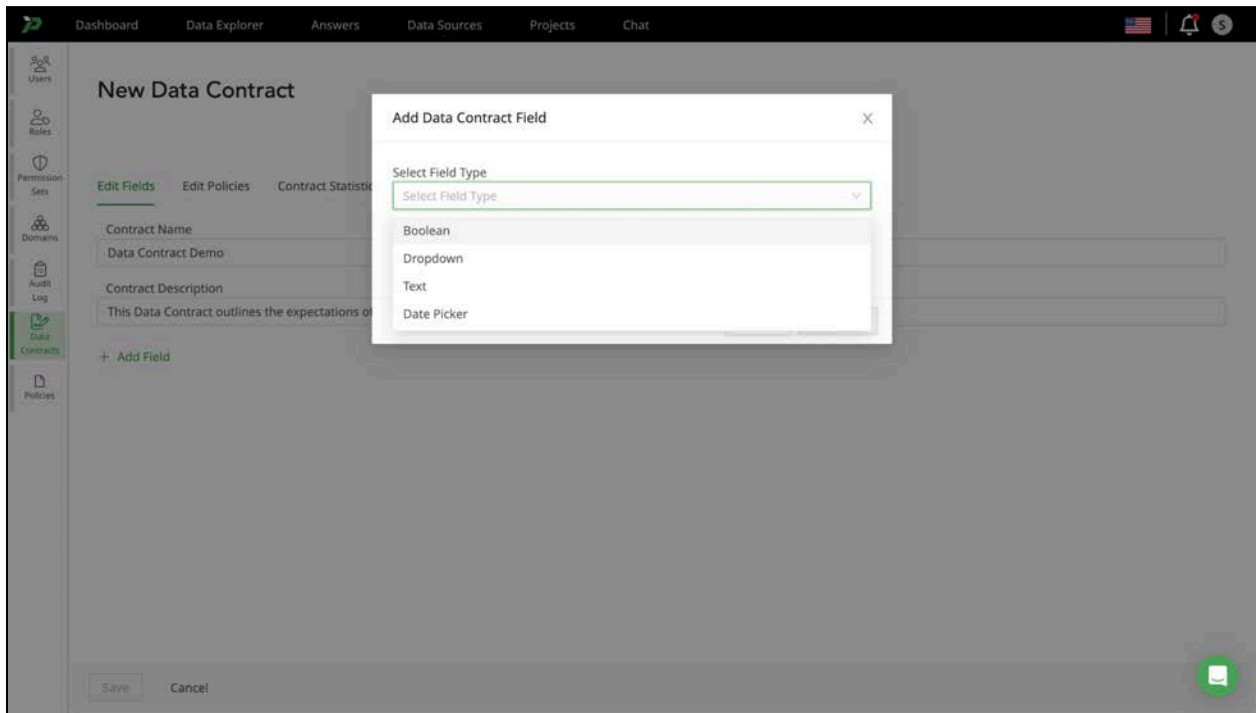 Dashboard Data Explorer Answers Data Sources Projects Chat S
Users
Roles
Permission
Sets
Domains
Audit
Log
Data
Contracts
Policies
New Data Contract
Edit Fields Edit Policies Contract Statistic
Contract Name
Data Contract Demo
Contract Description
This Data Contract outlines the expectations of
+ Add Field
Add Data Contract Field
Select Field Type
Select Field Type
Boolean
Dropdown
Text
Date Picker
Save Cancel